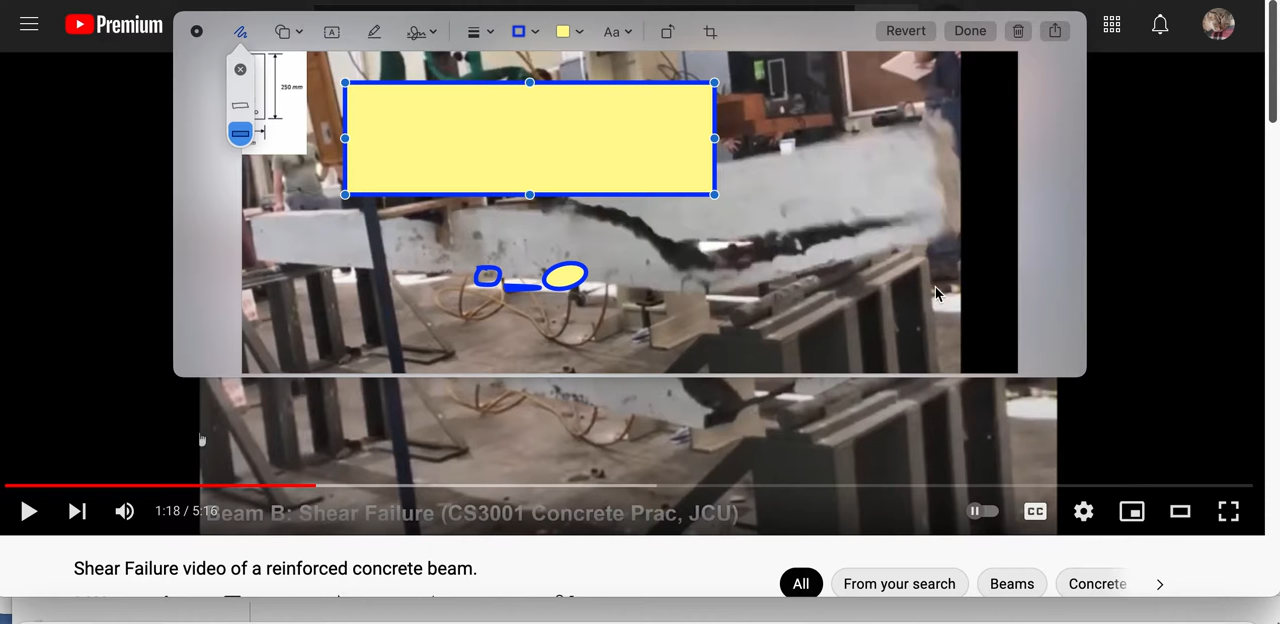 Premium
Aa
Revert
Done
250 mm
1:18 / 5:16
Beam B: Shear Failure (CS3001 Concrete Prac, JCU)
CC
Shear Failure video of a reinforced concrete beam.
All
From your search
Beams
Concrete